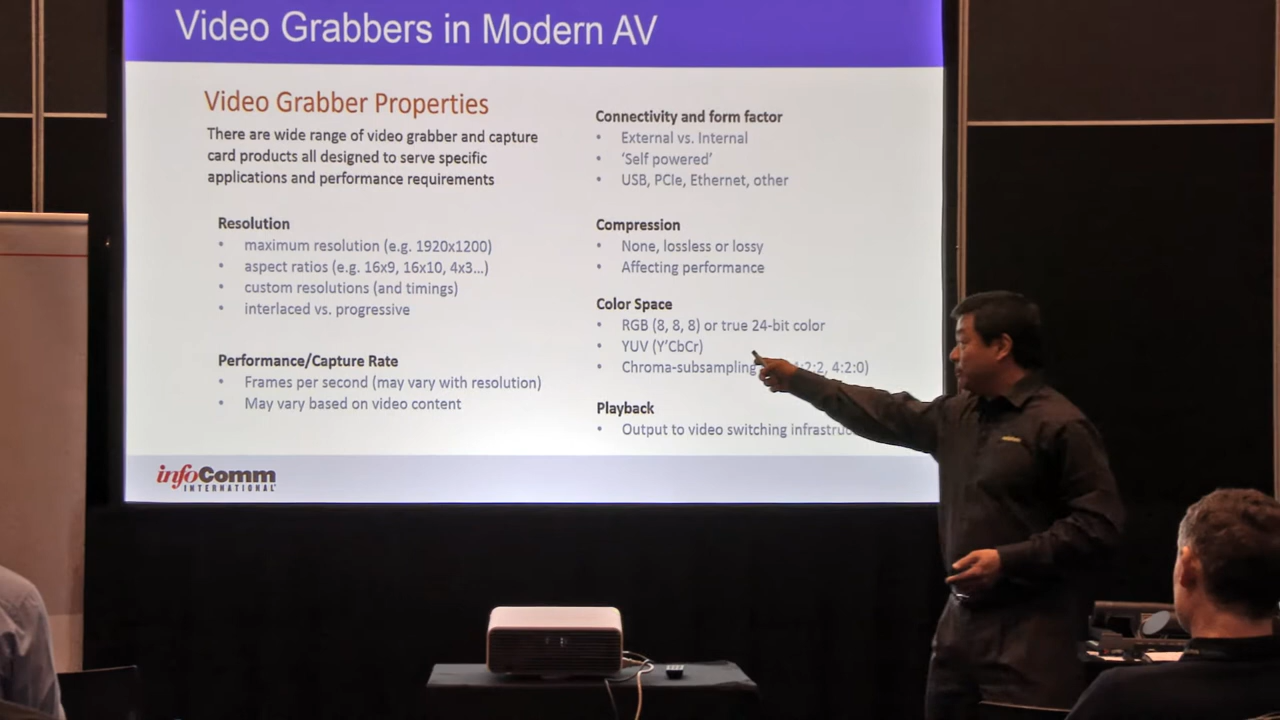 Video Grabbers in Modern AV
Video Grabber Properties
There are wide range of video grabber and capture
card products all designed to serve specific
applications and performance requirements
Resolution
• maximum resolution (e.g. 1920x1200)
• aspect ratios (e.g. 16x9, 16x10, 4x3...)
• custom resolutions (and timings)
• interlaced vs. progressive
Performance/Capture Rate
• Frames per second (may vary with resolution)
• May vary based on video content
Connectivity and form factor
• External vs. Internal
• ‘Self powered’
• USB, PCIe, Ethernet, other
Compression
• None, lossless or lossy
• Affecting performance
Color Space
• RGB (8, 8, 8) or true 24-bit color
• YUV (Y’CbCr)
• Chroma-subsampling :2:2, 4:2:0)
Playback
• Output to video switching
infoComm
INTERNATIONAL